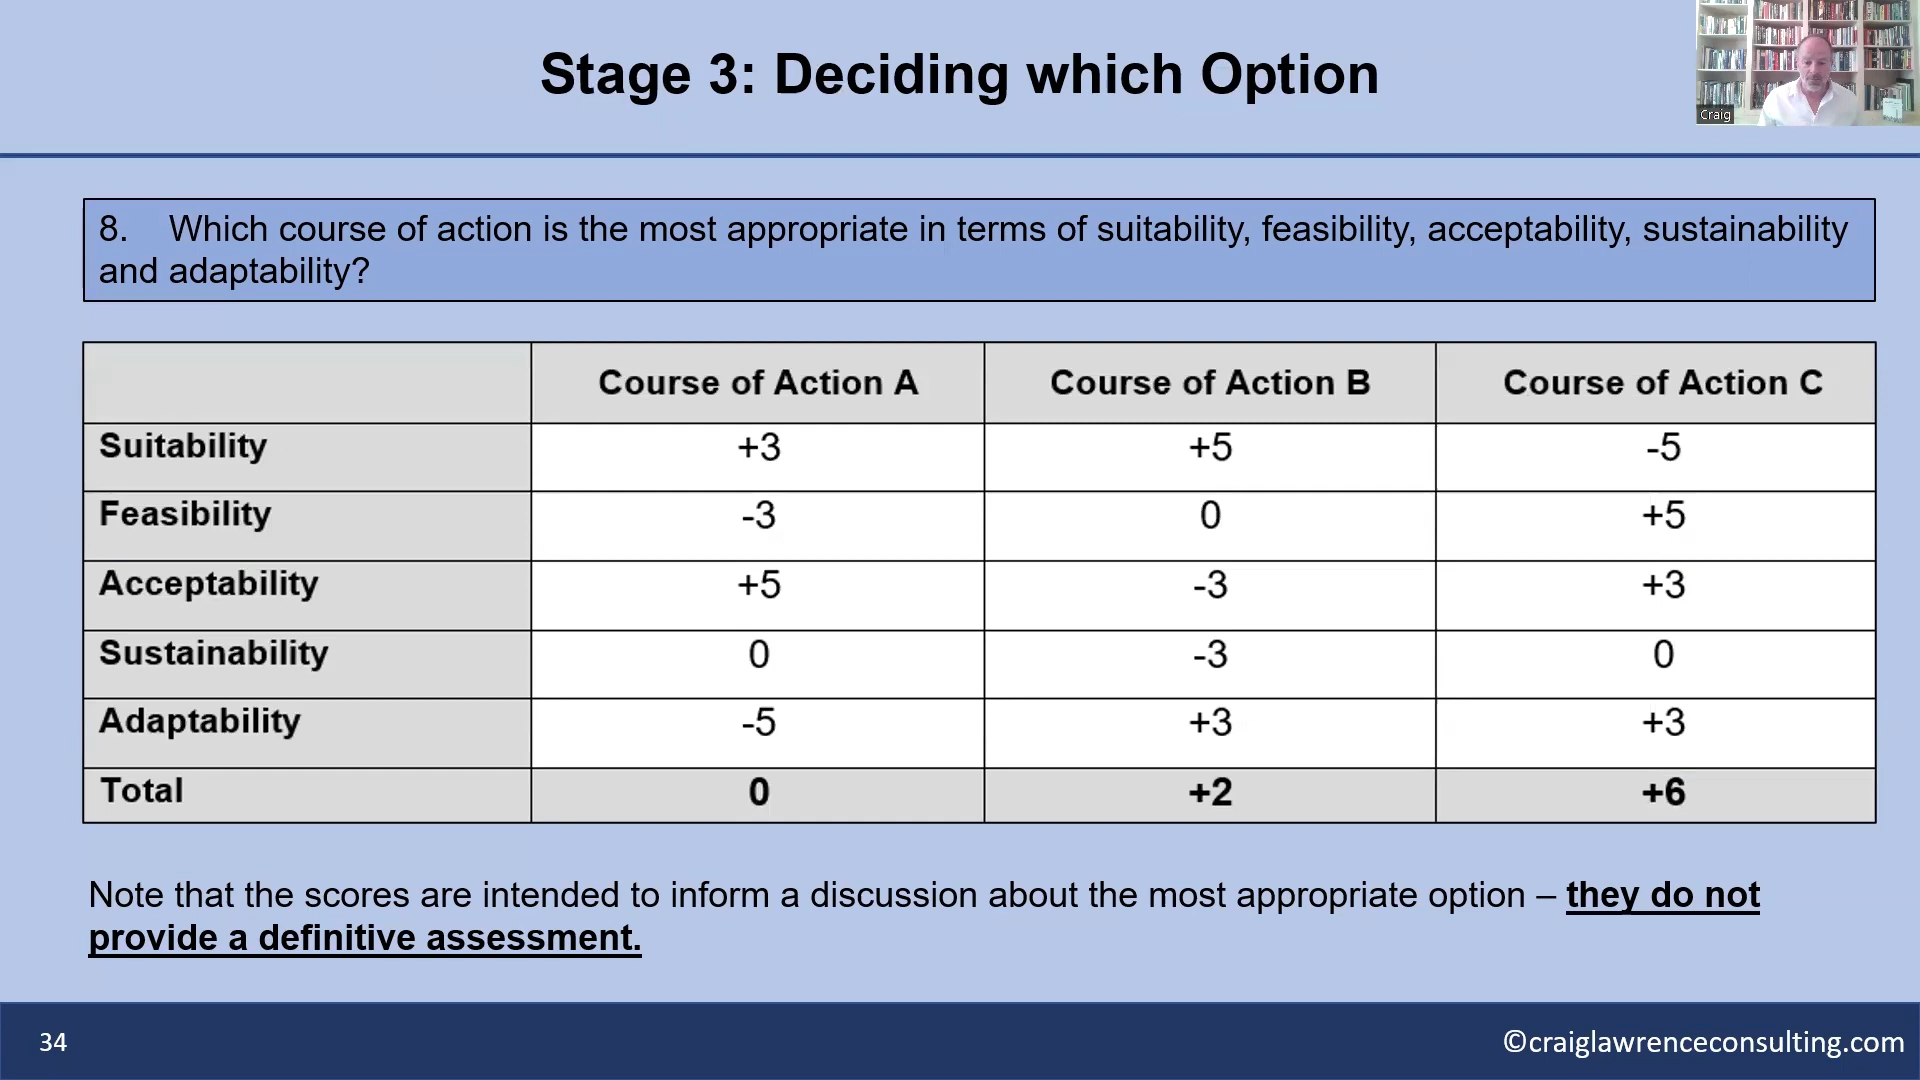 Stage 3: Deciding which Option
Craig
8. Which course of action is the most appropriate in terms of suitability, feasibility, acceptability, sustainability
and adaptability?
Course of Action A Course of Action B Course of Action C
Suitability +3 +5 -5
Feasibility -3 0 +5
Acceptability +5 -3 +3
Sustainability 0 -3 0
Adaptability -5 +3 +3
Total 0 +2 +6
Note that the scores are intended to inform a discussion about the most appropriate option – they do not
provide a definitive assessment.
34 ©craiglawrenceconsulting.com